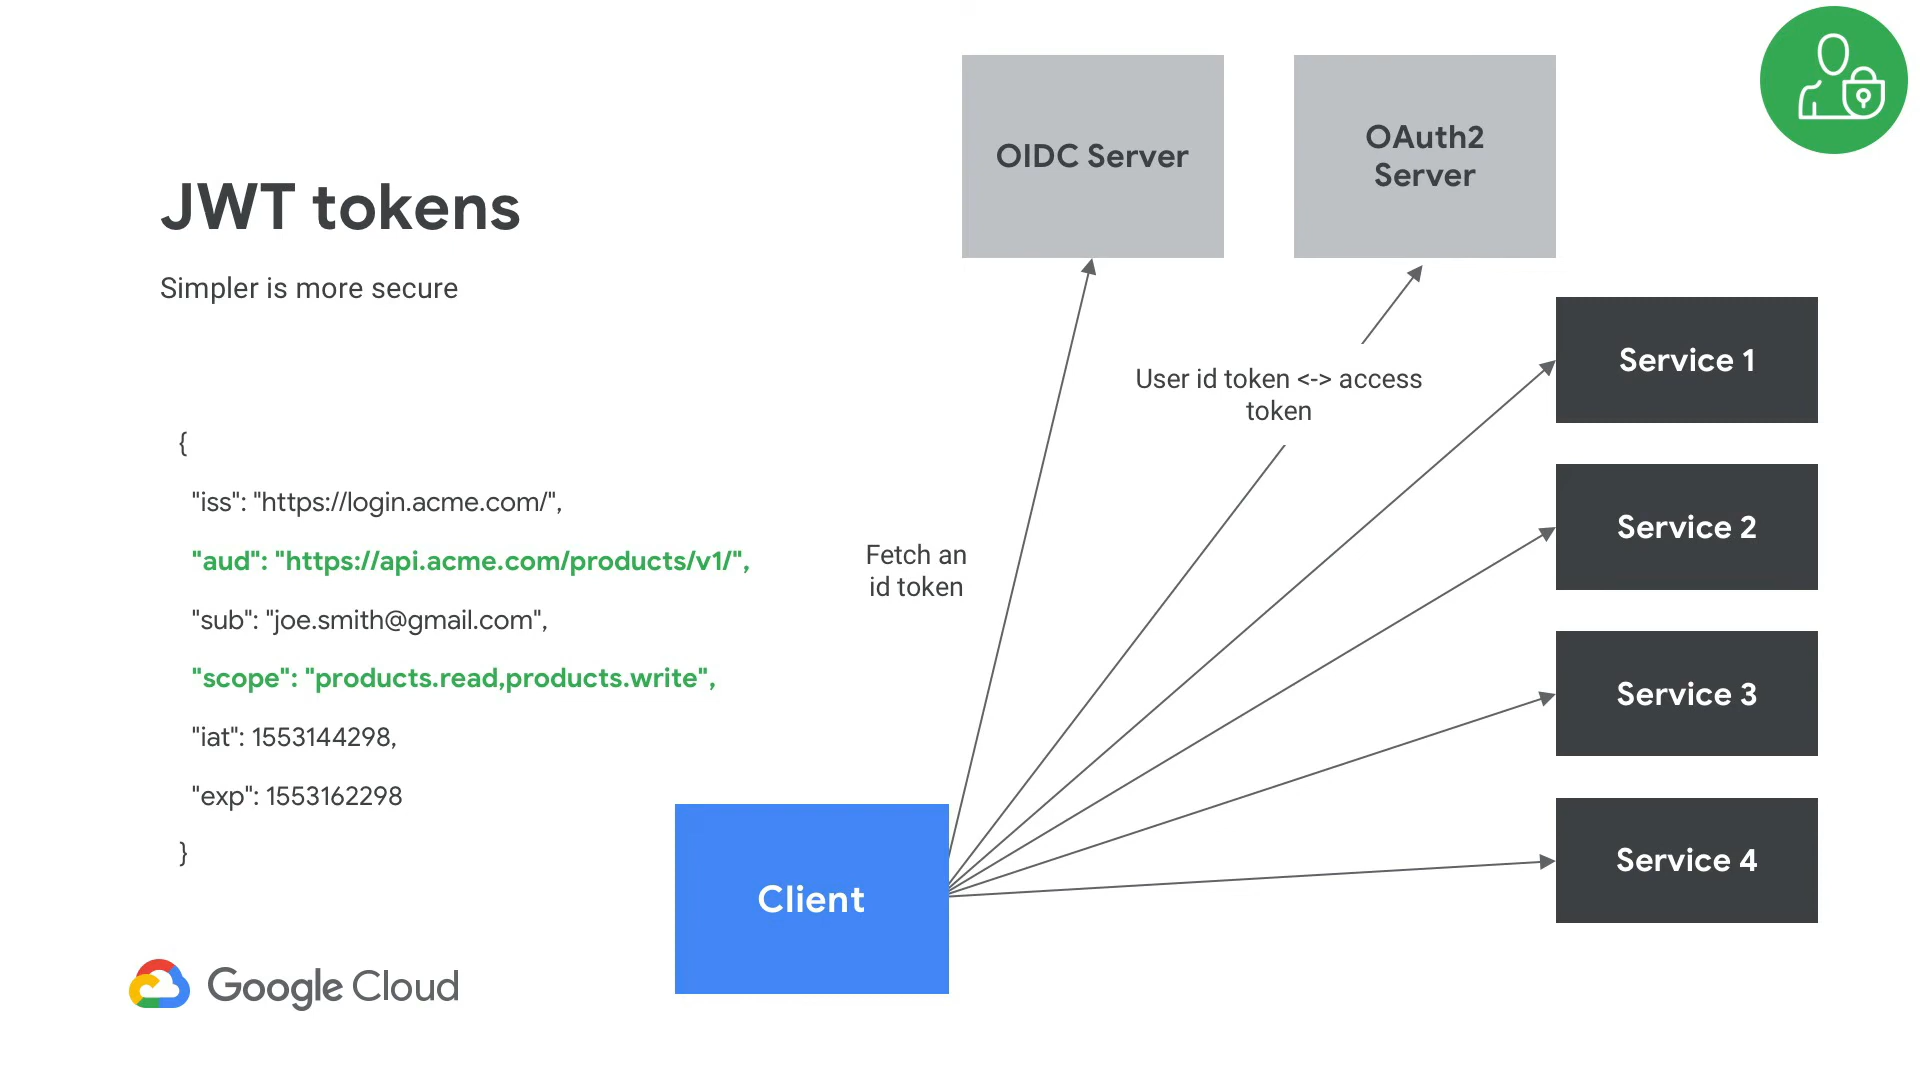 JWT tokens
Simpler is more secure
{
"iss": "https://login.acme.com/",
"aud": "https://api.acme.com/products/v1/",
"sub": "joe.smith@gmail.com",
"scope": "products.read,products.write",
"iat": 1553144298,
"exp": 1553162298
}
OIDC Server
OAuth2
Server
User id token <-> access
token
Fetch an
id token
Service 1
Service 2
Service 3
Service 4
Client
Google Cloud